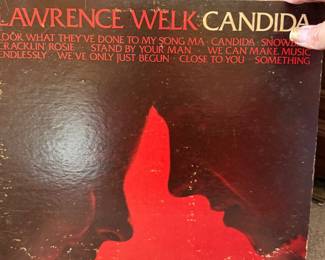 LAWRENCE WELK·CANDIDA
LOOK WHAT THEY'VE DONE TO MY SONG MA · CANDIDA · SNOWBIRD
CRACKLIN' ROSIE · STAND BY YOUR MAN · WE CAN MAKE MUSIC
ENDLESSLY · WE'VE ONLY JUST BEGUN · CLOSE TO YOU · SOMETHING